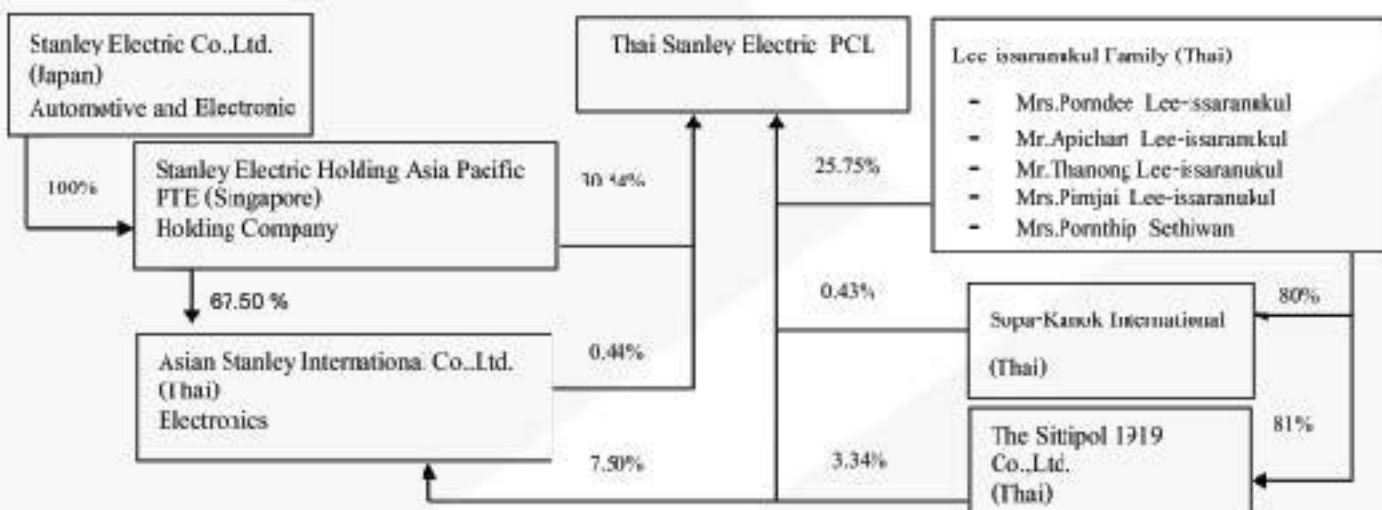 Stanley Electric Co.,Ltd.
(Japan)
Automotive and Electronic
Thai Stanley Electric PCL
Lee-issaranukul Family (Thai)
- Mrs.Porndee Lee-issaranukul
- Mr.Apichart Lee-issaranukul
- Mr.Thanong Lee-issaranukul
- Mrs.Pimjai Lee-issaranukul
- Mrs.Pornthip Sethiwan
100%
Stanley Electric Holding Asia Pacific
PTE (Singapore)
Holding Company
25.75%
67.50 %
0.43%
80%
Sopa-Kanok International
(Thai)
Asian Stanley International Co.,Ltd.
(Thai)
Electronics
0.44%
The Sittipol 1919
Co.,Ltd.
(Thai)
81%
7.50%
3.34%